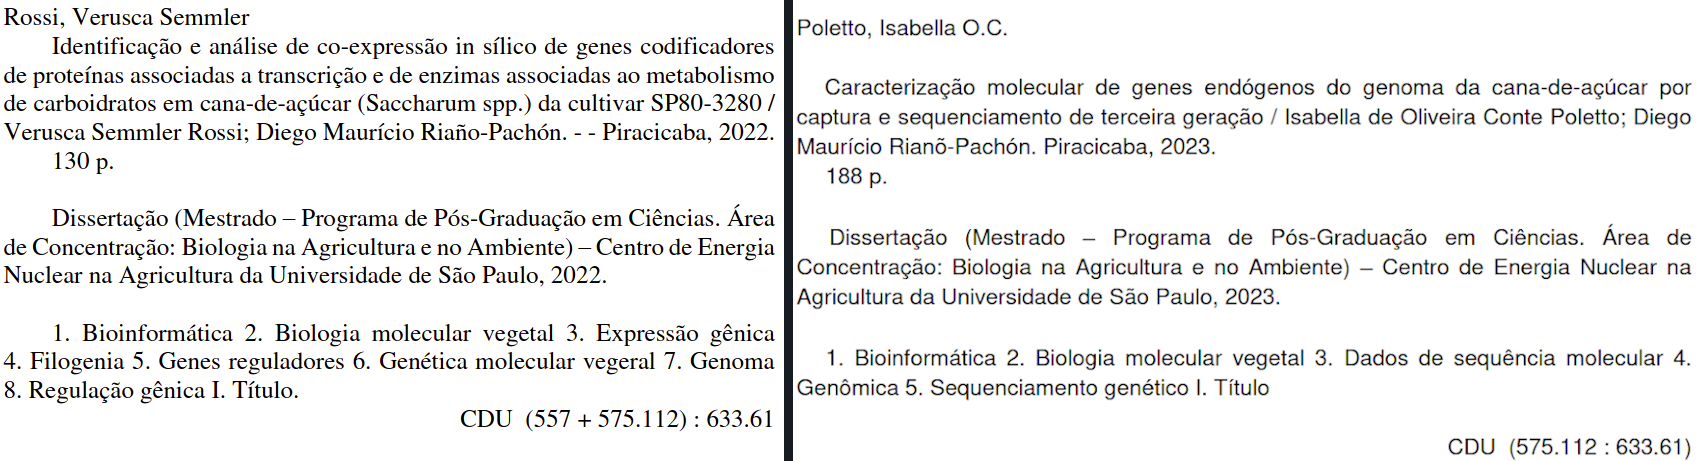 Rossi, Verusca Semmler
Identificação e análise de co-expressão in sílico de genes codificadores
de proteínas associadas a transcrição e de enzimas associadas ao metabolismo
de carboidratos em cana-de-açúcar (Saccharum spp.) da cultivar SP80-3280 /
Verusca Semmler Rossi; Diego Maurício Riaño-Pachón. - - Piracicaba, 2022.
130 p.
Dissertação (Mestrado – Programa de Pós-Graduação em Ciências. Área
de Concentração: Biologia na Agricultura e no Ambiente) – Centro de Energia
Nuclear na Agricultura da Universidade de São Paulo, 2022.
1. Bioinformática 2. Biologia molecular vegetal 3. Expressão gênica
4. Filogenia 5. Genes reguladores 6. Genética molecular vegeral 7. Genoma
8. Regulação gênica I. Título.
CDU (557 + 575.112) : 633.61
Poletto, Isabella O.C.
Caracterização molecular de genes endógenos do genoma da cana-de-açúcar por
captura e sequenciamento de terceira geração / Isabella de Oliveira Conte Poletto; Diego
Maurício Rianõ-Pachón. Piracicaba, 2023.
188 p.
Dissertação (Mestrado – Programa de Pós-Graduação em Ciências. Área de
Concentração: Biologia na Agricultura e no Ambiente) – Centro de Energia Nuclear na
Agricultura da Universidade de São Paulo, 2023.
1. Bioinformática 2. Biologia molecular vegetal 3. Dados de sequência molecular 4.
Genômica 5. Sequenciamento genético I. Título
CDU (575.112 : 633.61)